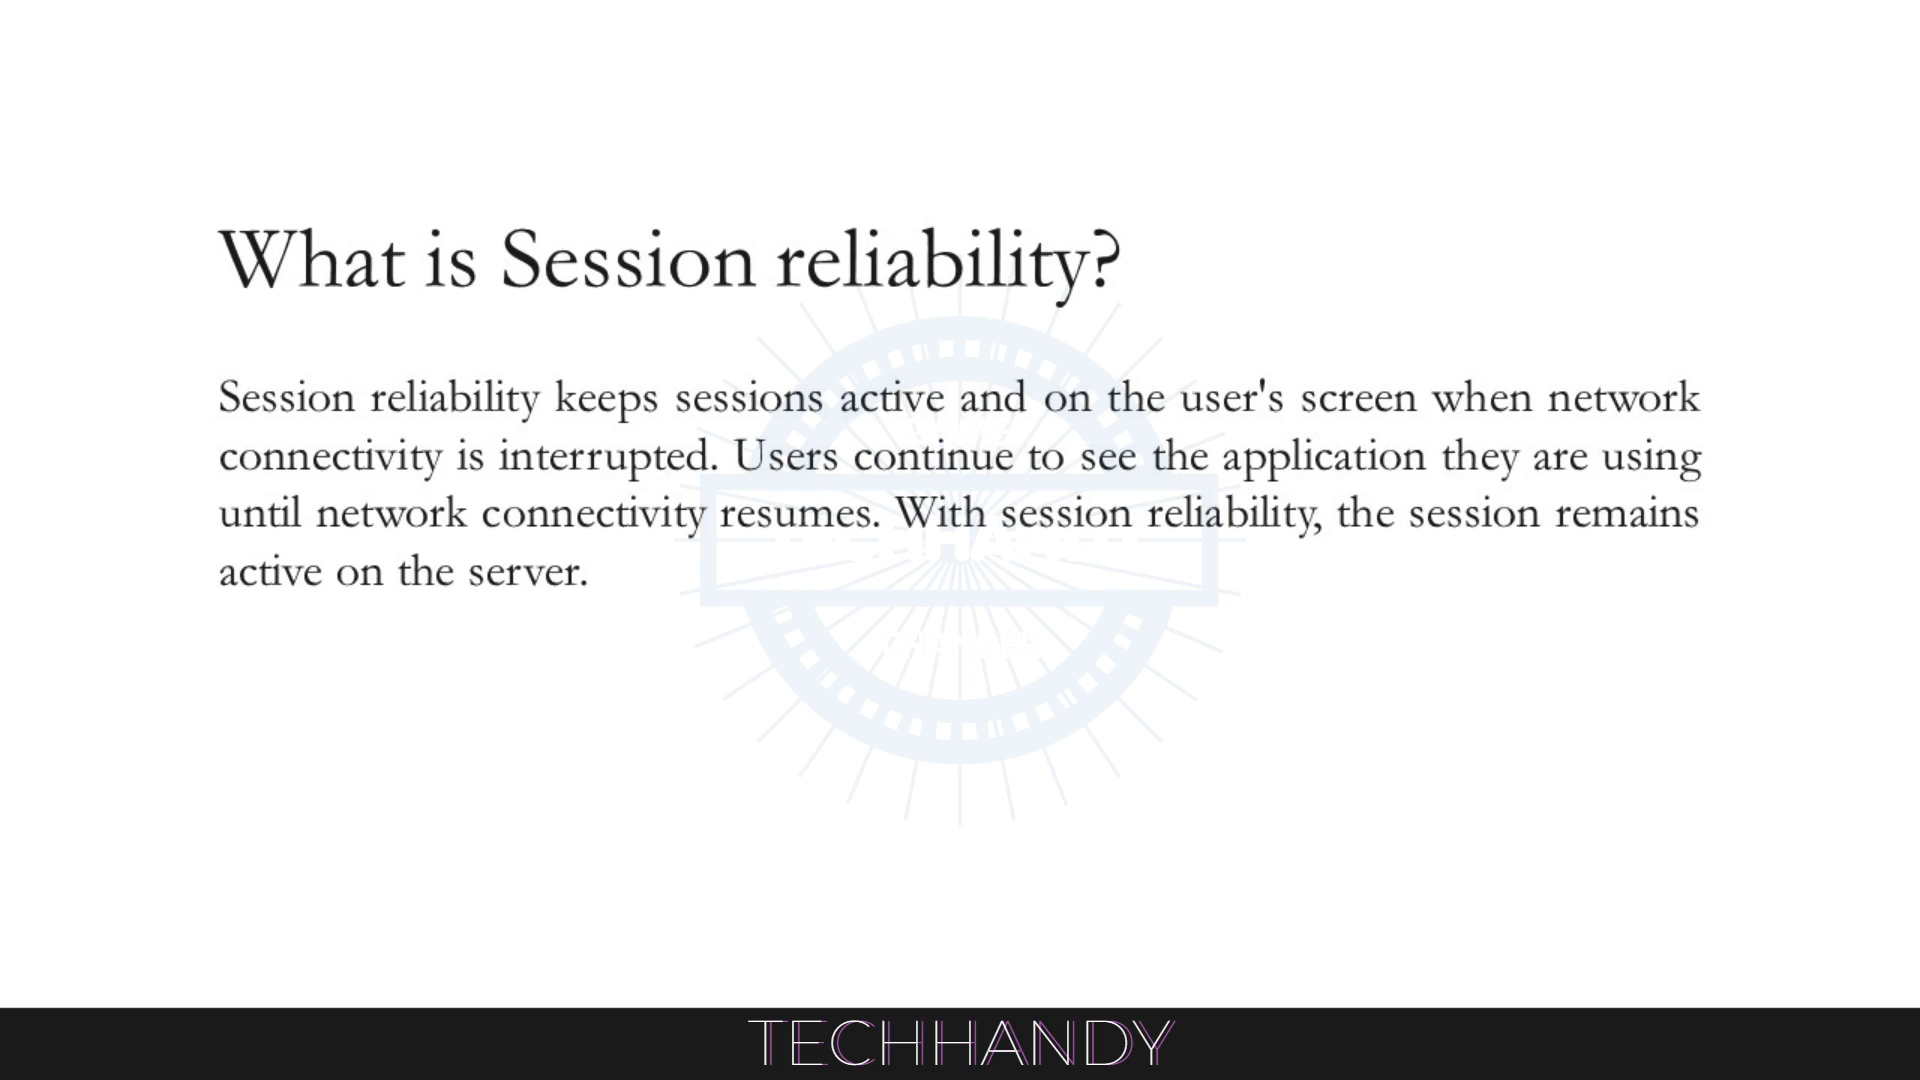 What is Session reliability?
Session reliability keeps sessions active and on the user's screen when network
connectivity is interrupted. Users continue to see the application they are using
until network connectivity resumes. With session reliability, the session remains
active on the server.
TECHHANDY